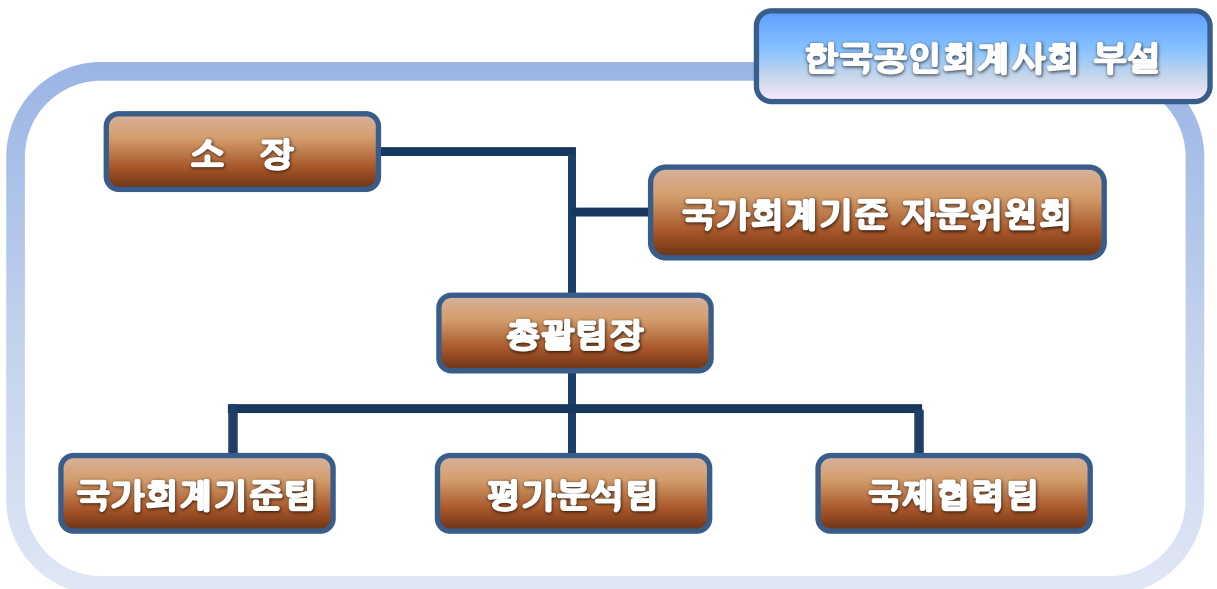 한국공인회계사회 부설
소 장
국가회계기준 자문위원회
총괄팀장
국가회계기준팀
평가분석팀
국제협력팀